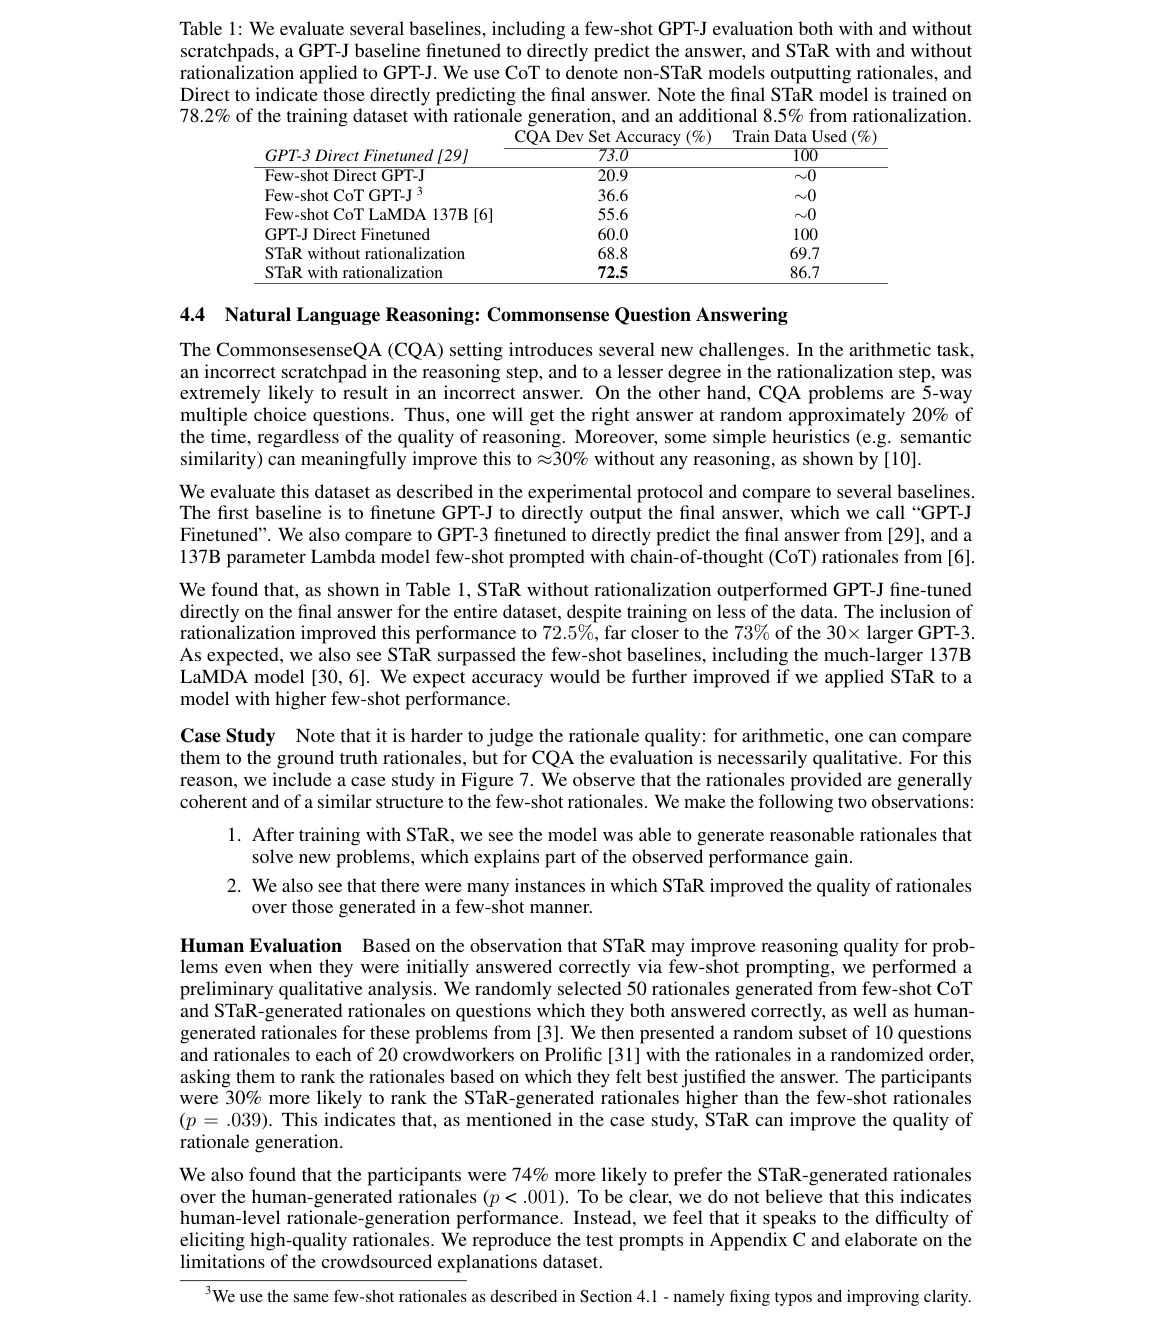 Table 1: We evaluate several baselines, including a few-shot GPT-J evaluation both with and without
scratchpads, a GPT-J baseline finetuned to directly predict the answer, and STaR with and without
rationalization applied to GPT-J. We use CoT to denote non-STaR models outputting rationales, and
Direct to indicate those directly predicting the final answer. Note the final STaR model is trained on
78.2% of the training dataset with rationale generation, and an additional 8.5% from rationalization.
CQA Dev Set Accuracy (%) Train Data Used (%)
GPT-3 Direct Finetuned [29] 73.0 100
Few-shot Direct GPT-J 20.9 ∼0
Few-shot CoT GPT-J 3 36.6 ∼0
Few-shot CoT LaMDA 137B [6] 55.6 ∼0
GPT-J Direct Finetuned 60.0 100
STaR without rationalization 68.8 69.7
STaR with rationalization 72.5 86.7
4.4 Natural Language Reasoning: Commonsense Question Answering
The CommonsesenseQA (CQA) setting introduces several new challenges. In the arithmetic task,
an incorrect scratchpad in the reasoning step, and to a lesser degree in the rationalization step, was
extremely likely to result in an incorrect answer. On the other hand, CQA problems are 5-way
multiple choice questions. Thus, one will get the right answer at random approximately 20% of
the time, regardless of the quality of reasoning. Moreover, some simple heuristics (e.g. semantic
similarity) can meaningfully improve this to ≈30% without any reasoning, as shown by [10].
We evaluate this dataset as described in the experimental protocol and compare to several baselines.
The first baseline is to finetune GPT-J to directly output the final answer, which we call “GPT-J
Finetuned”. We also compare to GPT-3 finetuned to directly predict the final answer from [29], and a
137B parameter Lambda model few-shot prompted with chain-of-thought (CoT) rationales from [6].
We found that, as shown in Table 1, STaR without rationalization outperformed GPT-J fine-tuned
directly on the final answer for the entire dataset, despite training on less of the data. The inclusion of
rationalization improved this performance to 72.5%, far closer to the 73% of the 30× larger GPT-3.
As expected, we also see STaR surpassed the few-shot baselines, including the much-larger 137B
LaMDA model [30, 6]. We expect accuracy would be further improved if we applied STaR to a
model with higher few-shot performance.
Case Study Note that it is harder to judge the rationale quality: for arithmetic, one can compare
them to the ground truth rationales, but for CQA the evaluation is necessarily qualitative. For this
reason, we include a case study in Figure 7. We observe that the rationales provided are generally
coherent and of a similar structure to the few-shot rationales. We make the following two observations:
1. After training with STaR, we see the model was able to generate reasonable rationales that
solve new problems, which explains part of the observed performance gain.
2. We also see that there were many instances in which STaR improved the quality of rationales
over those generated in a few-shot manner.
Human Evaluation Based on the observation that STaR may improve reasoning quality for prob-
lems even when they were initially answered correctly via few-shot prompting, we performed a
preliminary qualitative analysis. We randomly selected 50 rationales generated from few-shot CoT
and STaR-generated rationales on questions which they both answered correctly, as well as human-
generated rationales for these problems from [3]. We then presented a random subset of 10 questions
and rationales to each of 20 crowdworkers on Prolific [31] with the rationales in a randomized order,
asking them to rank the rationales based on which they felt best justified the answer. The participants
were 30% more likely to rank the STaR-generated rationales higher than the few-shot rationales
(p = .039). This indicates that, as mentioned in the case study, STaR can improve the quality of
rationale generation.
We also found that the participants were 74% more likely to prefer the STaR-generated rationales
over the human-generated rationales (p < .001). To be clear, we do not believe that this indicates
human-level rationale-generation performance. Instead, we feel that it speaks to the difficulty of
eliciting high-quality rationales. We reproduce the test prompts in Appendix C and elaborate on the
limitations of the crowdsourced explanations dataset.
3We use the same few-shot rationales as described in Section 4.1 - namely fixing typos and improving clarity.